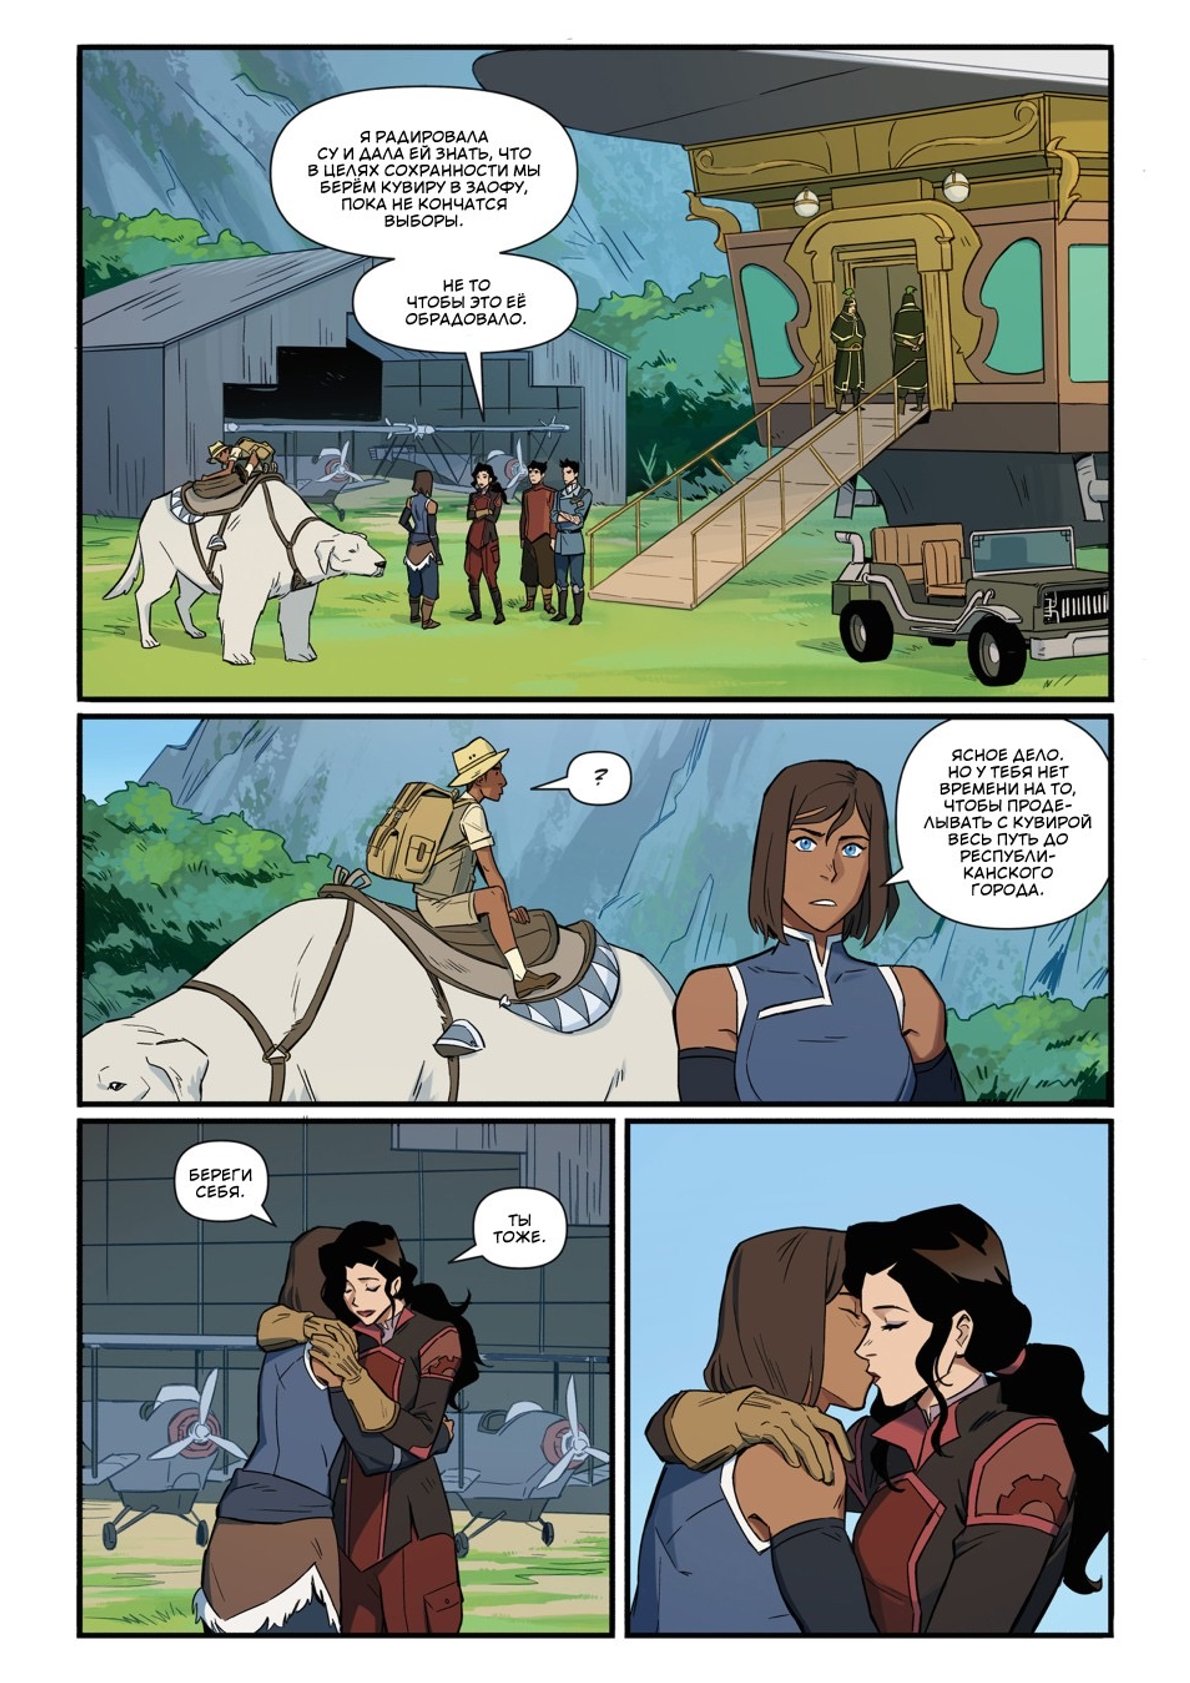 Я РАДИРОВАЛА
СУ И ДАЛА ЕЙ ЗНАТЬ, ЧТО
В ЦЕЛЯХ СОХРАННОСТИ МЫ
БЕРЁМ КУВИРУ В ЗАОФУ,
ПОКА НЕ КОНЧАТСЯ
ВЫБОРЫ.
НЕ ТО
ЧТОБЫ ЭТО ЕЁ
ОБРАДОВАЛО.
?
ЯСНОЕ ДЕЛО.
НО У ТЕБЯ НЕТ
ВРЕМЕНИ НА ТО,
ЧТОБЫ ПРОДЕ-
ЛЫВАТЬ С КУВИРОЙ
ВЕСЬ ПУТЬ ДО
РЕСПУБЛИ-
КАНСКОГО
ГОРОДА.
БЕРЕГИ
СЕБЯ.
ТЫ
ТОЖЕ.